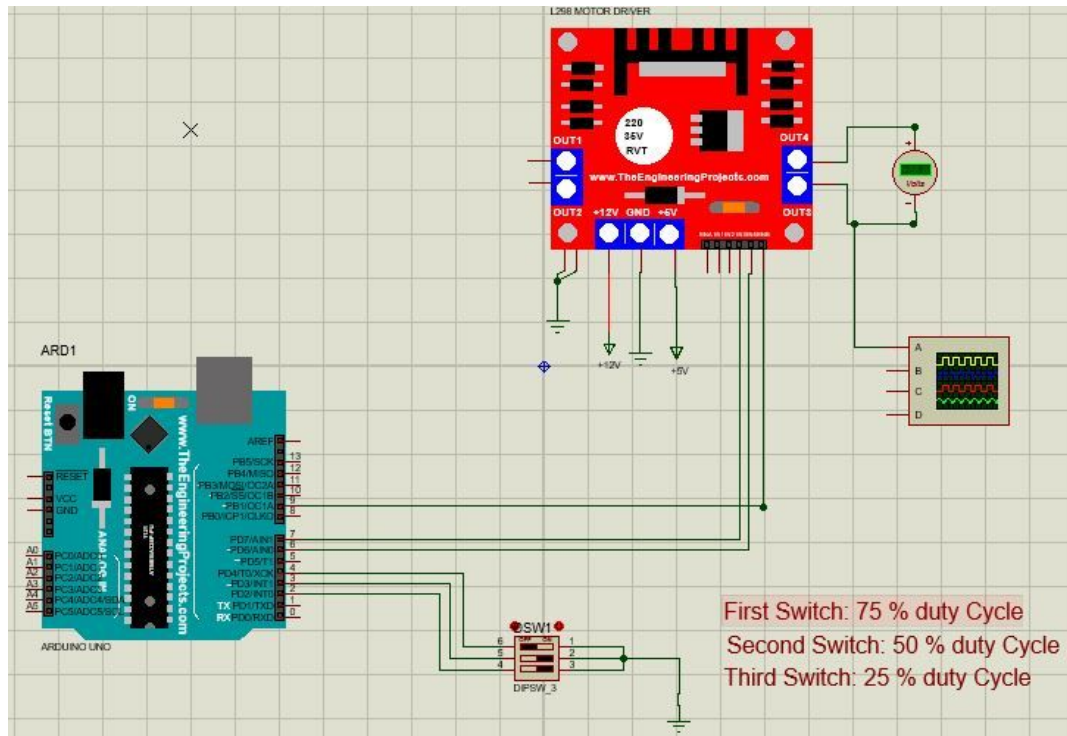 L298 MOTOR DRIVER
220
35V
RVT
OUT1
OUT4
www.TheEngineeringProjects.com
OUT2
+12V GND +5V
OUT3
+12V
+5V
A
B
C
D
+
Volts
-
ARD1
Reset BTN
ON
www.TheEngineeringProjects.com
ANALOG IN
RESET
VCC
GND
A0 PC0/ADC0
A1 PC1/ADC1
A2 PC2/ADC2
A3 PC3/ADC3
A4 PC4/ADC4/SDA
A5 PC5/ADC5/SCL
AREF
PB5/SCK 13
PB4/MISO 12
PB3/MOSI/OC2A 11
PB2/SS/OC1B 10
PB1/OC1A 9
PB0/ICP1/CLKO 8
PD7/AIN1 7
PD6/AIN0 6
PD5/T1 5
PD4/T0/XCK 4
PD3/INT1 3
PD2/INT0 2
TX PD1/TXD 1
RX PD0/RXD 0
ARDUINO UNO
DSW1
OFF ON
6 1
5 2
4 3
DIPSW_3
First Switch: 75 % duty Cycle
Second Switch: 50 % duty Cycle
Third Switch: 25 % duty Cycle